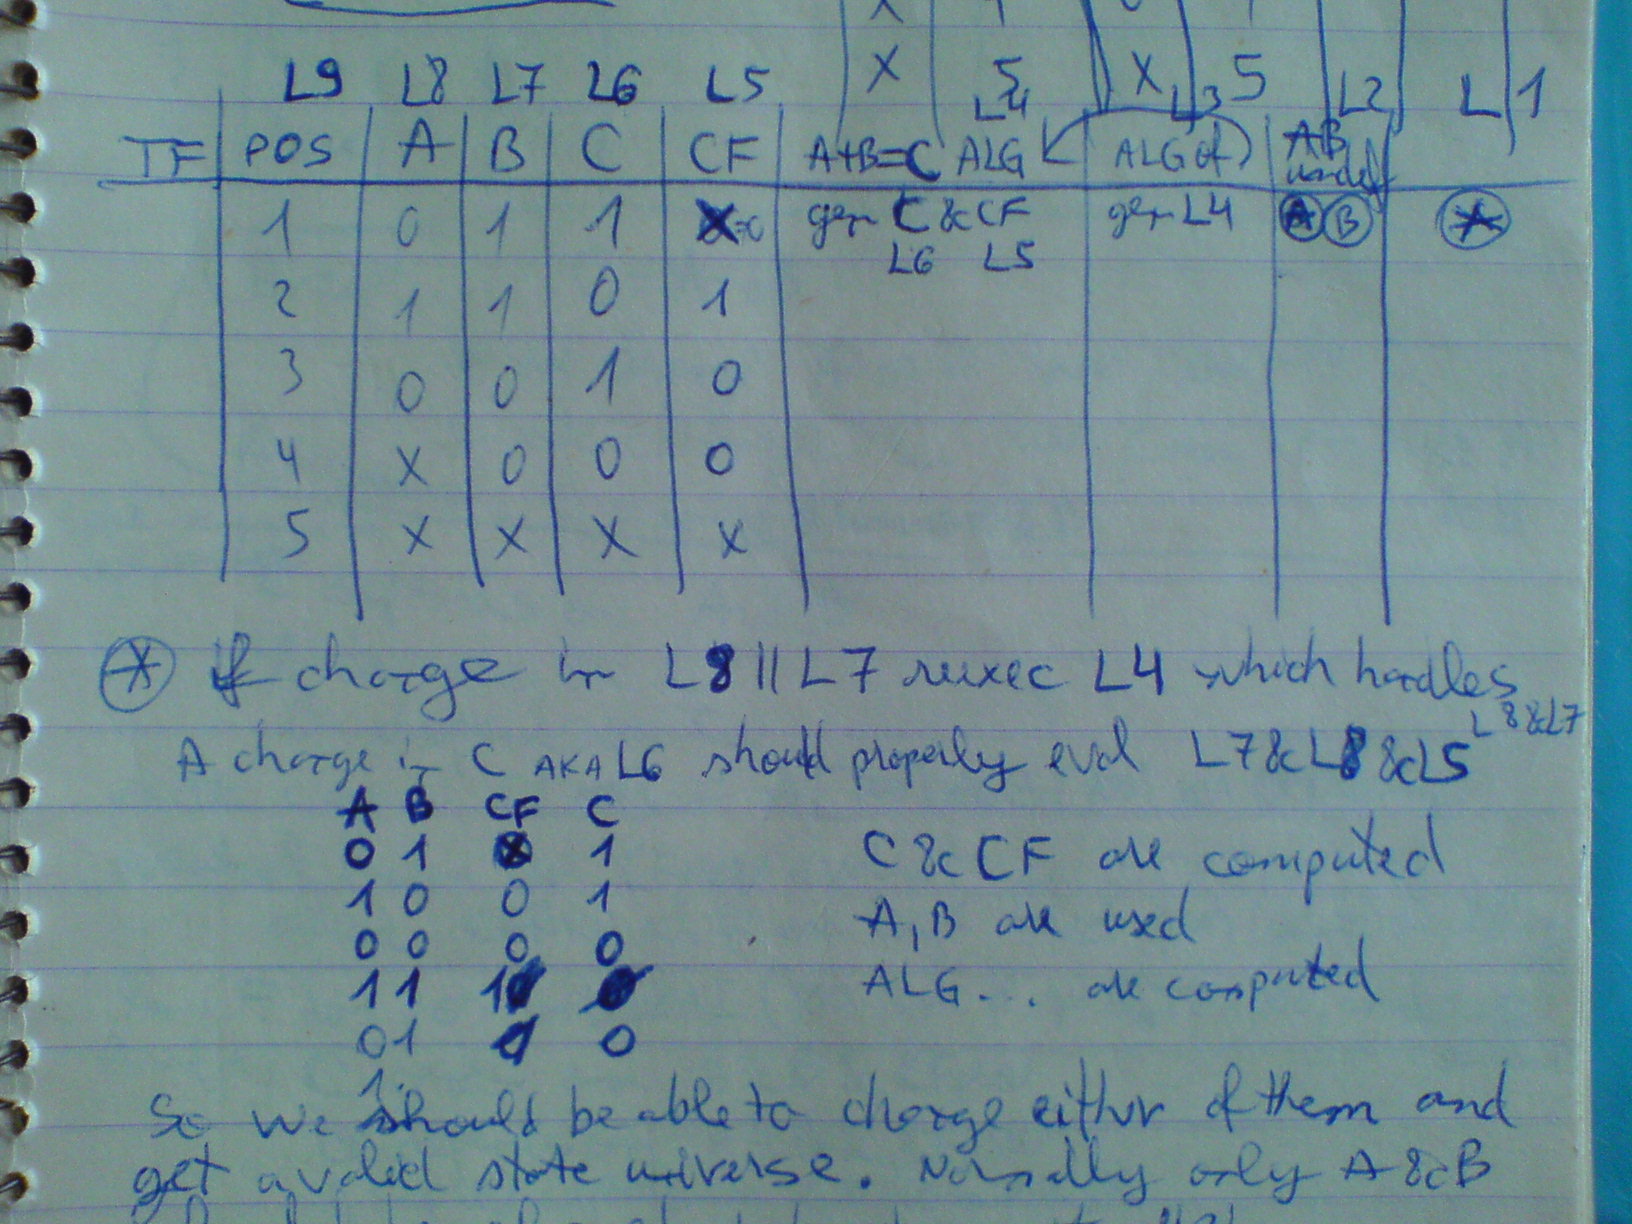 X 5 X 5
L9 L8 L7 L6 L5 L4 L3 L2 L1
TF POS A B C CF A+B=C ALG ALG of AB undef
1 0 1 1 X gen C & CF gen L4 A B *
L6 L5
2 1 1 0 1
3 0 0 1 0
4 X 0 0 0
5 X X X X
* if change in L8 || L7 reexec L4 which handles
L8&L7
A change in C AKA L6 should properly eval L7&L8&L5
A B CF C
0 1 X 1 C & CF are computed
1 0 0 1 A, B are used
0 0 0 0
1 1 1 ALG... are computed
0 1 0
1
So we should be able to change either of them and
get a valid state universe. Normally only A & B